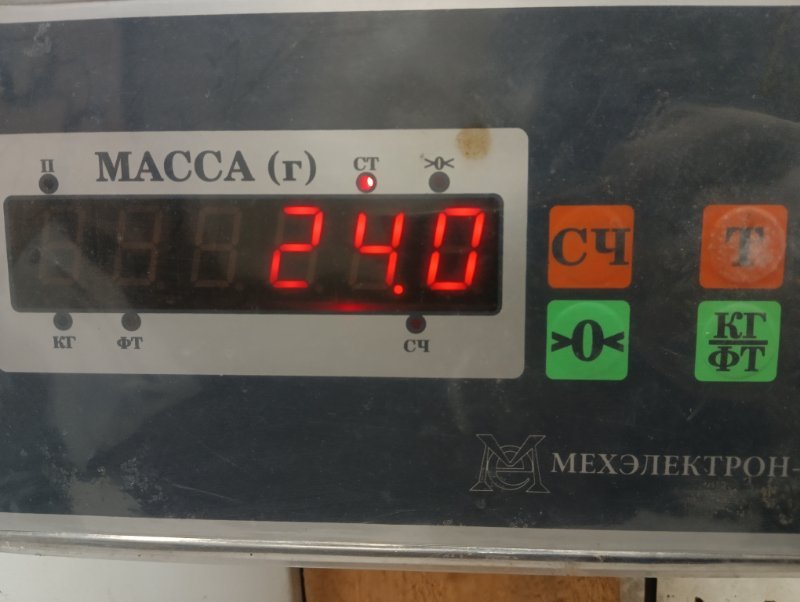 П МАССА (г) СТ >0<
24.0
КГ ФТ СЧ
СЧ Т
>0< КГ/ФТ
МЕХЭЛЕКТРОН-